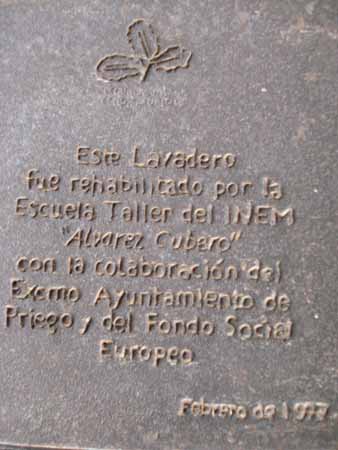 Este Lavadero
fue rehabilitado por la
Escuela Taller del INEM
"Alvarez Cubero"
con la colaboración del
Excmo Ayuntamiento de
Priego y del Fondo Social
Europeo
Febrero de